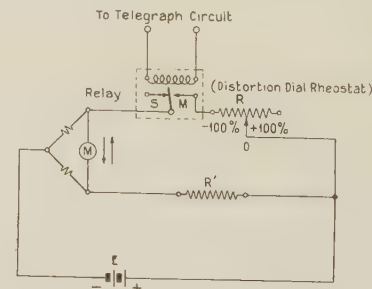 To Telegraph Circuit
Relay
(Distortion Dial Rheostat)
S M
R
-100% +100%
0
M
R'
E
- +